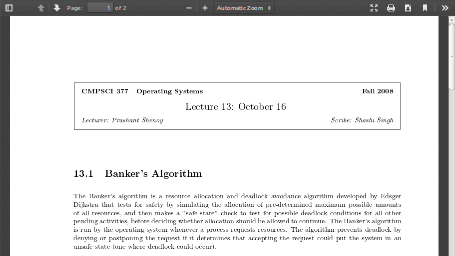 Page: 1 of 2 Automatic Zoom
CMPSCI 377 Operating Systems Fall 2008
Lecture 13: October 16
Lecturer: Prashant Shenoy Scribe: Shashi Singh
13.1 Banker's Algorithm
The Banker's algorithm is a resource allocation and deadlock avoidance algorithm developed by Edsger
Dijkstra that tests for safety by simulating the allocation of pre-determined maximum possible amounts
of all resources, and then makes a "safe state" check to test for possible deadlock conditions for all other
pending activities, before deciding whether allocation should be allowed to continue. The Banker's algorithm
is run by the operating system whenever a process requests resources. The algorithm prevents deadlock by
denying or postponing the request if it determines that accepting the request could put the system in an
unsafe state (one where deadlock could occur).